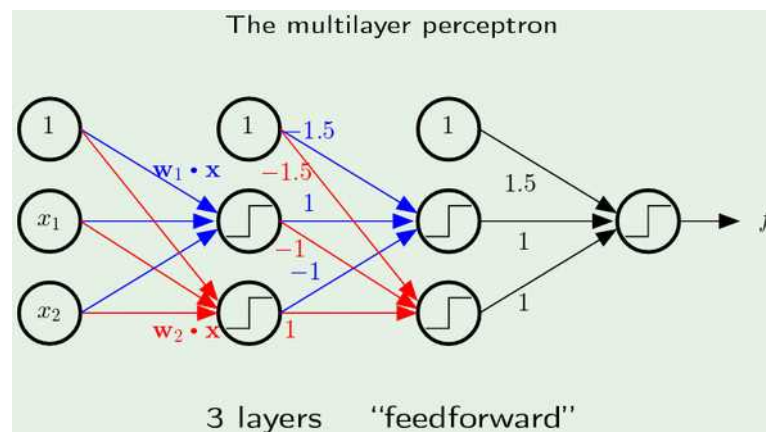 The multilayer perceptron
1 1 −1.5 1
w₁ • x −1.5 1.5
x₁ 1
−1 1
−1
x₂ 1 1
w₂ • x
3 layers “feedforward”